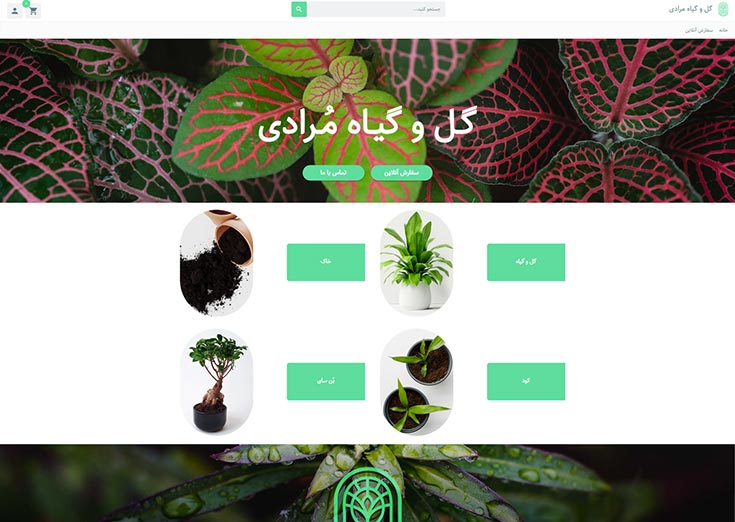 گل و گیاه مرادی
جستجو کنید...
0
خانه
سفارش آنلاین
گل و گیاه مُرادی
سفارش آنلاین
تماس با ما
گل و گیاه
خاک
کود
بُن سای